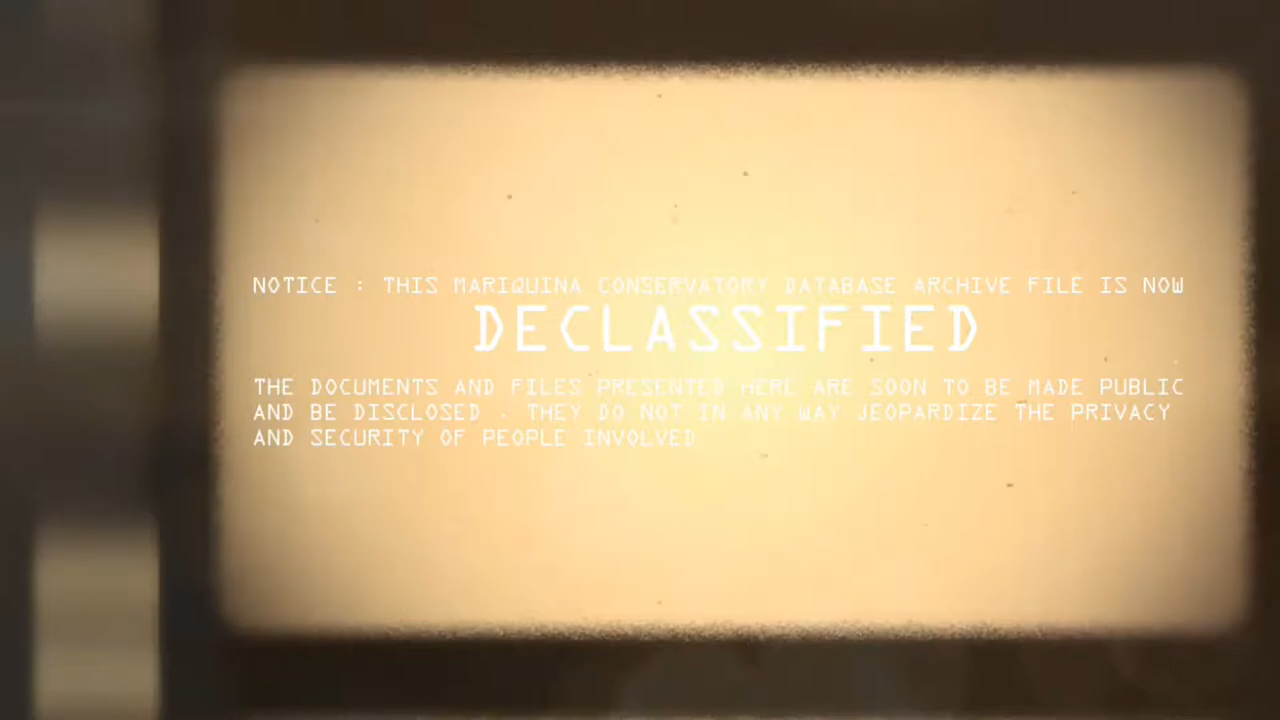 NOTICE : THIS MARIQUINA CONSERVATORY DATABASE ARCHIVE FILE IS NOW
DECLASSIFIED
THE DOCUMENTS AND FILES PRESENTED HERE ARE SOON TO BE MADE PUBLIC
AND BE DISCLOSED . THEY DO NOT IN ANY WAY JEOPARDIZE THE PRIVACY
AND SECURITY OF PEOPLE INVOLVED